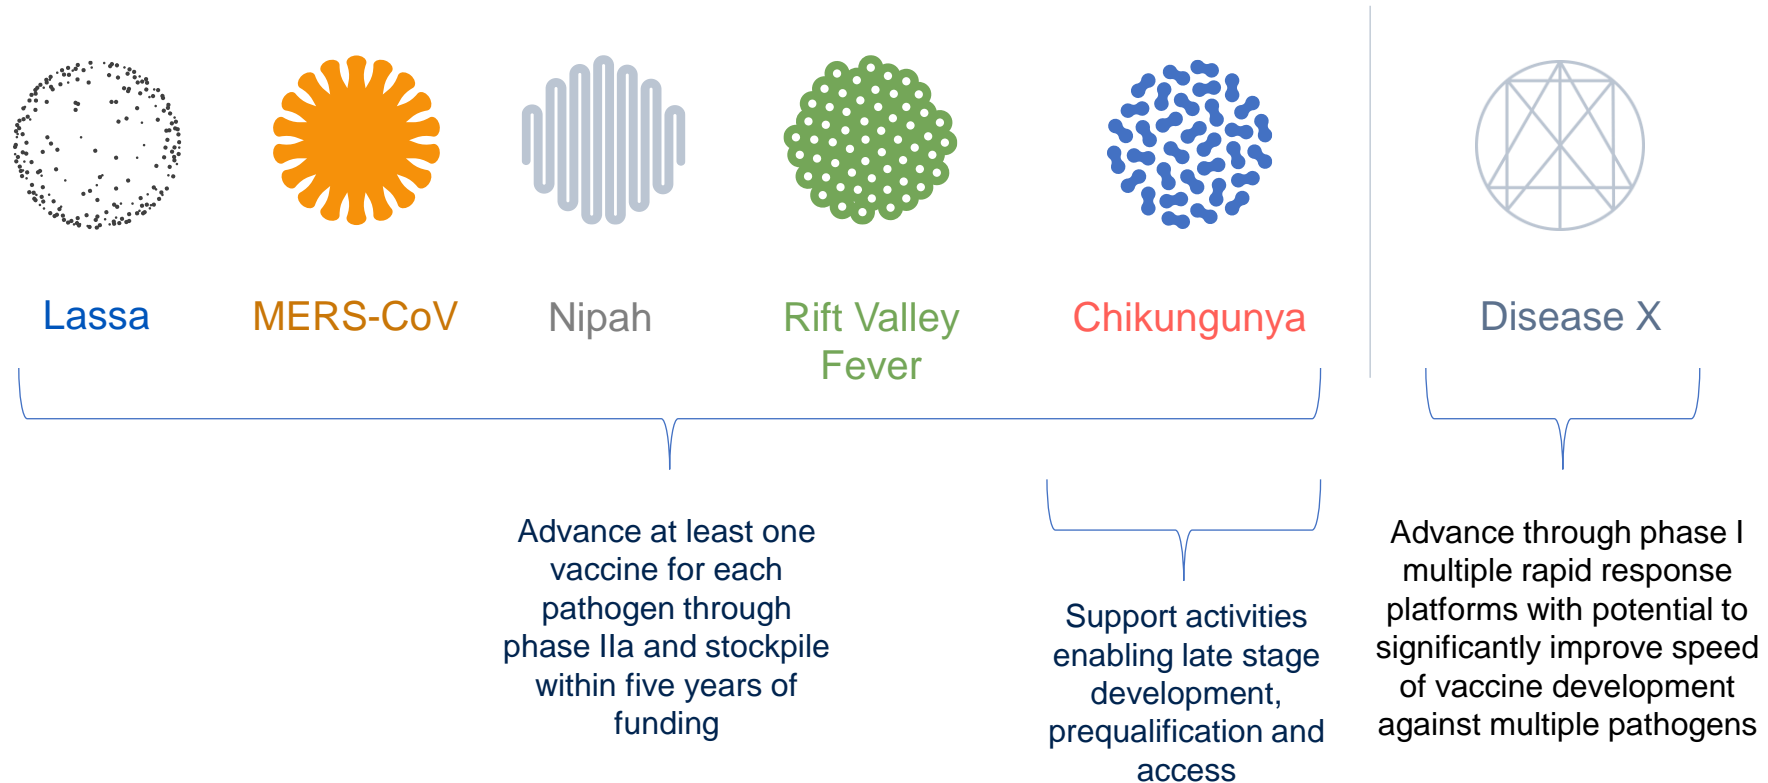 Lassa
MERS-CoV
Nipah
Rift Valley
Fever
Chikungunya
Disease X
Advance at least one
vaccine for each
pathogen through
phase IIa and stockpile
within five years of
funding
Support activities
enabling late stage
development,
prequalification and
access
Advance through phase I
multiple rapid response
platforms with potential to
significantly improve speed
of vaccine development
against multiple pathogens